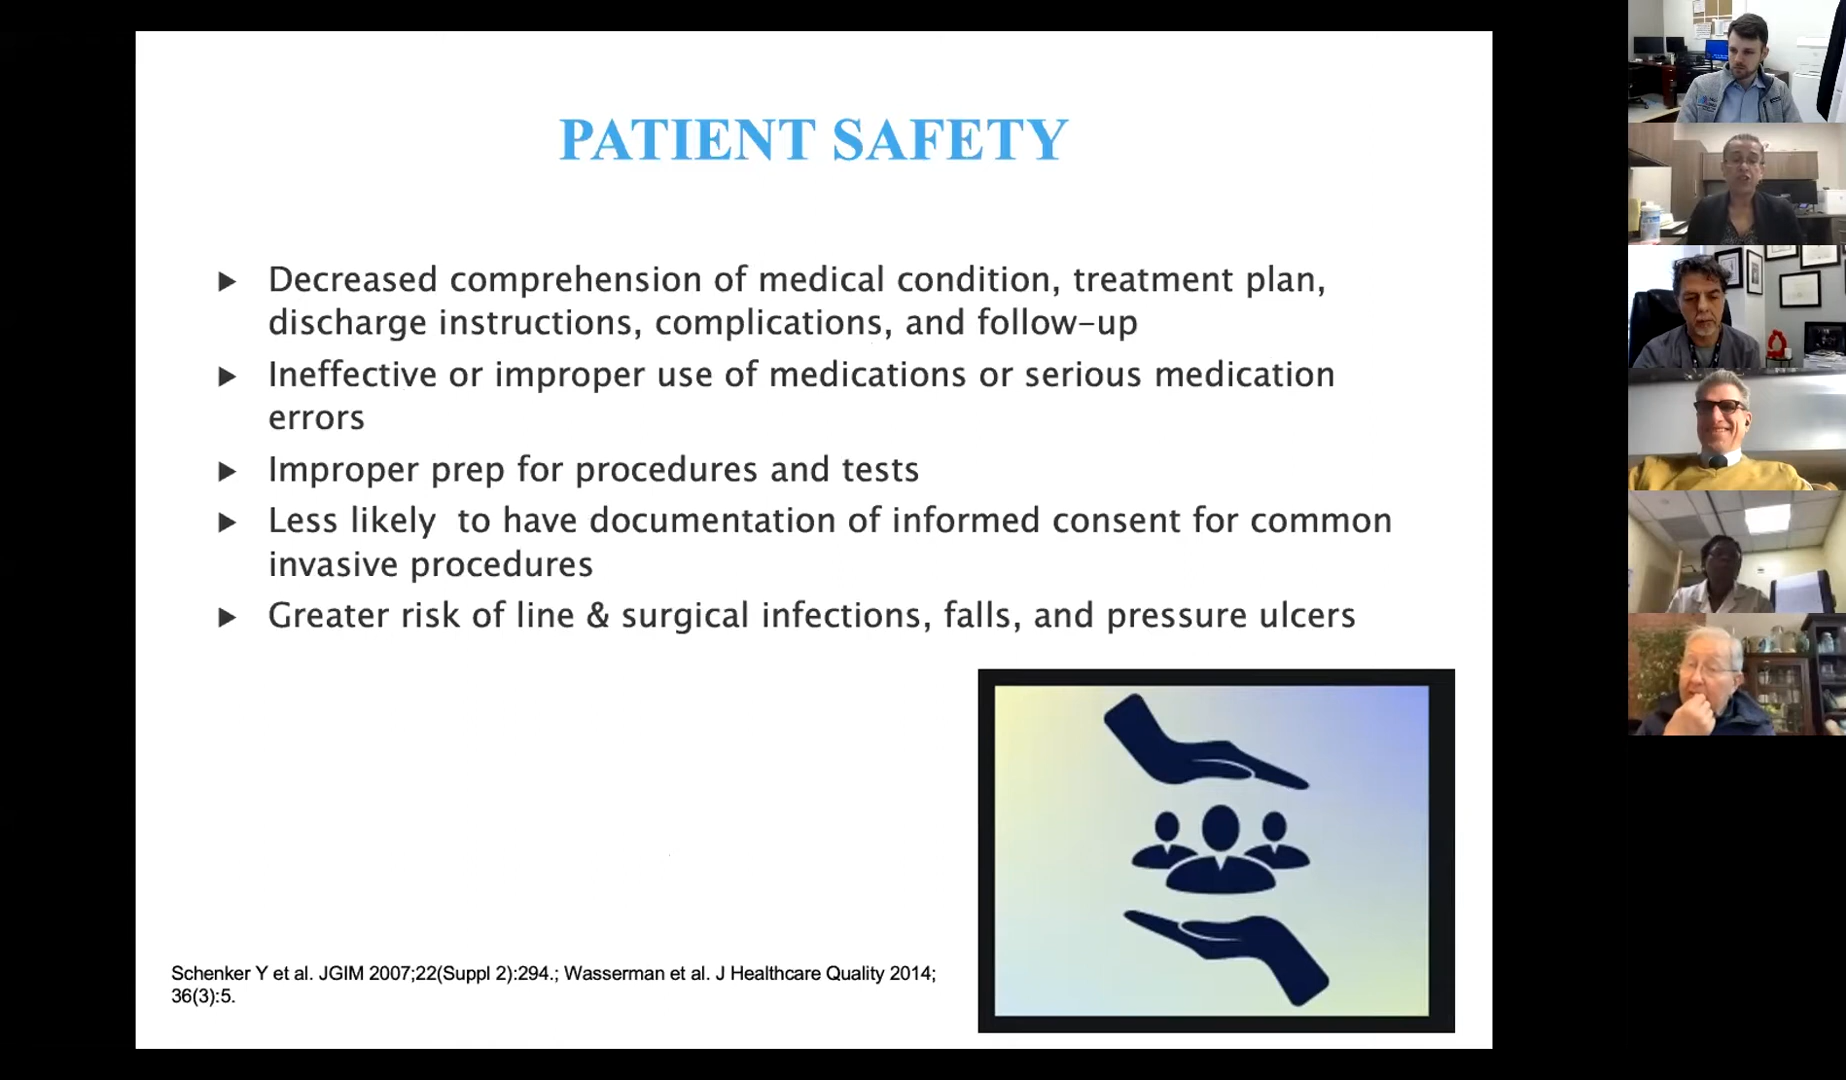 PATIENT SAFETY
Decreased comprehension of medical condition, treatment plan,
discharge instructions, complications, and follow-up
Ineffective or improper use of medications or serious medication
errors
Improper prep for procedures and tests
Less likely  to have documentation of informed consent for common
invasive procedures
Greater risk of line & surgical infections, falls, and pressure ulcers
Schenker Y et al. JGIM 2007;22(Suppl 2):294.; Wasserman et al. J Healthcare Quality 2014;
36(3):5.